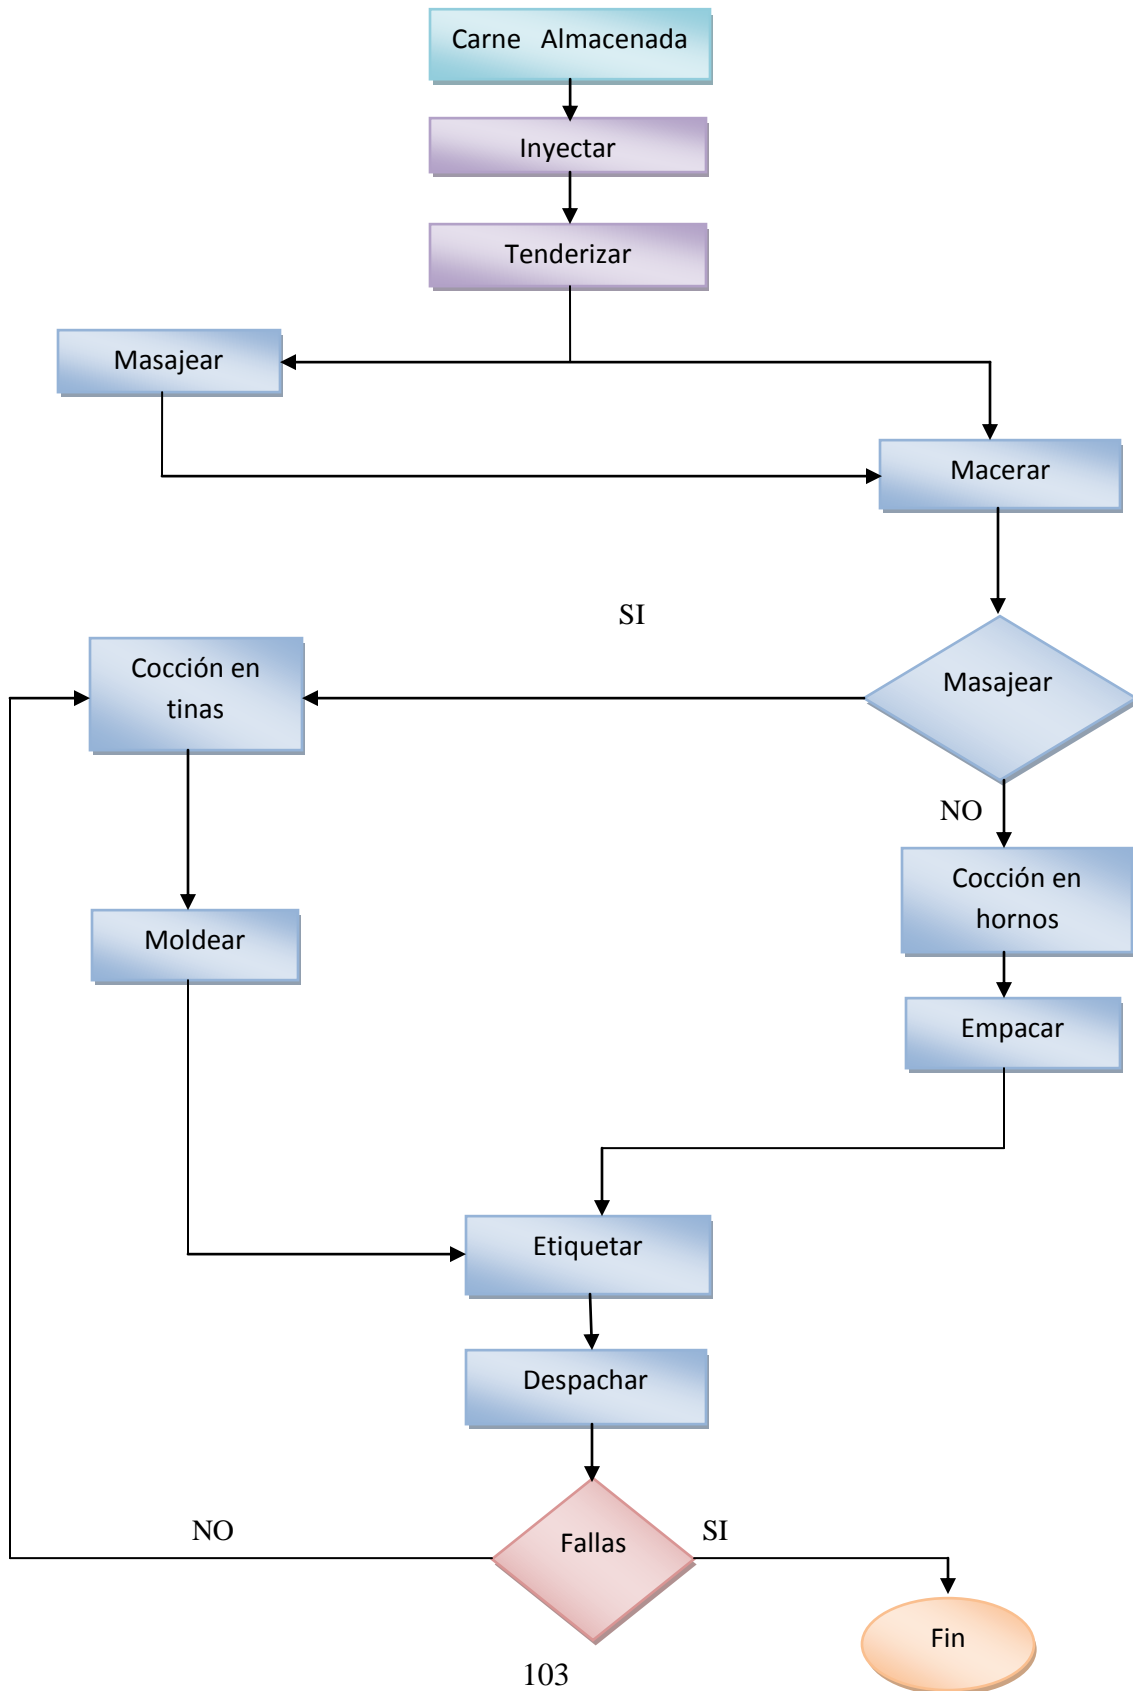 Carne Almacenada
Inyectar
Tenderizar
Masajear
Macerar
SI
Cocción en
tinas
Masajear
NO
Cocción en
hornos
Moldear
Empacar
Etiquetar
Despachar
NO
Fallas
SI
Fin
103